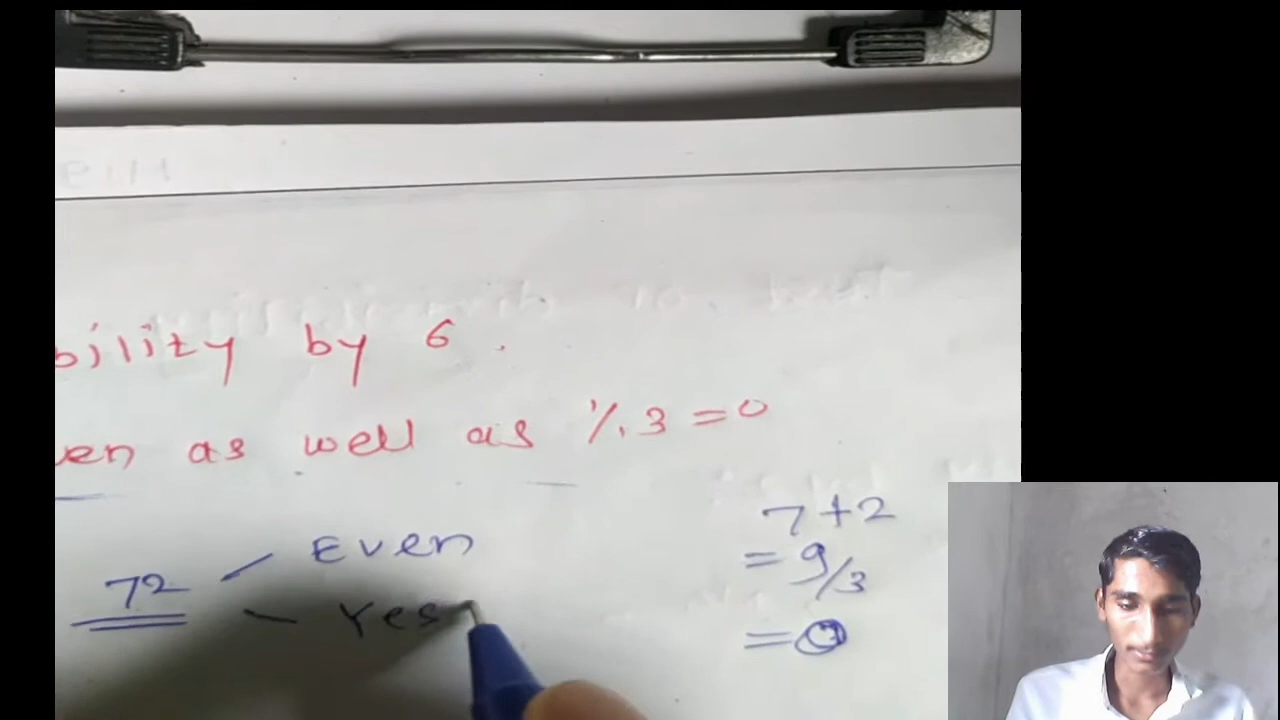 bility by 6.
ven as well as %3=0
7+2
72 Even
= 9/3
Yes
=0